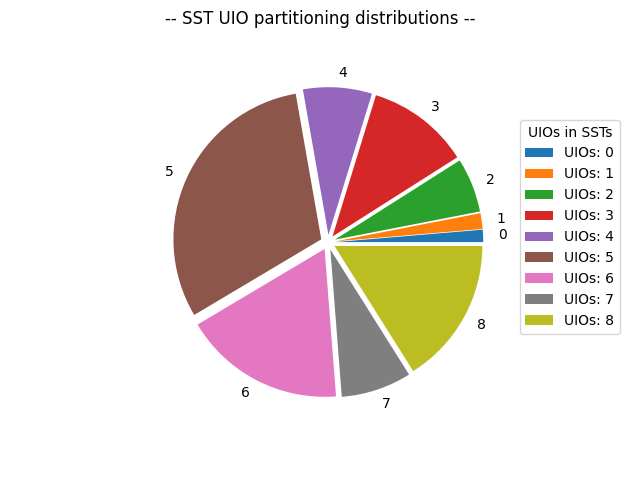 -- SST UIO partitioning distributions --
4
3
5
2
1
0
8
6
7
UIOs in SSTs
UIOs: 0
UIOs: 1
UIOs: 2
UIOs: 3
UIOs: 4
UIOs: 5
UIOs: 6
UIOs: 7
UIOs: 8